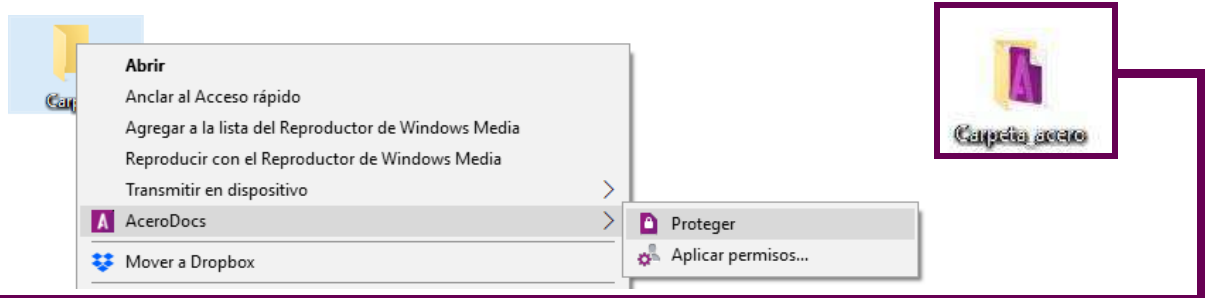 Abrir
Anclar al Acceso rápido
Agregar a la lista del Reproductor de Windows Media
Reproducir con el Reproductor de Windows Media
Transmitir en dispositivo
AceroDocs
Mover a Dropbox
Proteger
Aplicar permisos...
Carpeta_acero